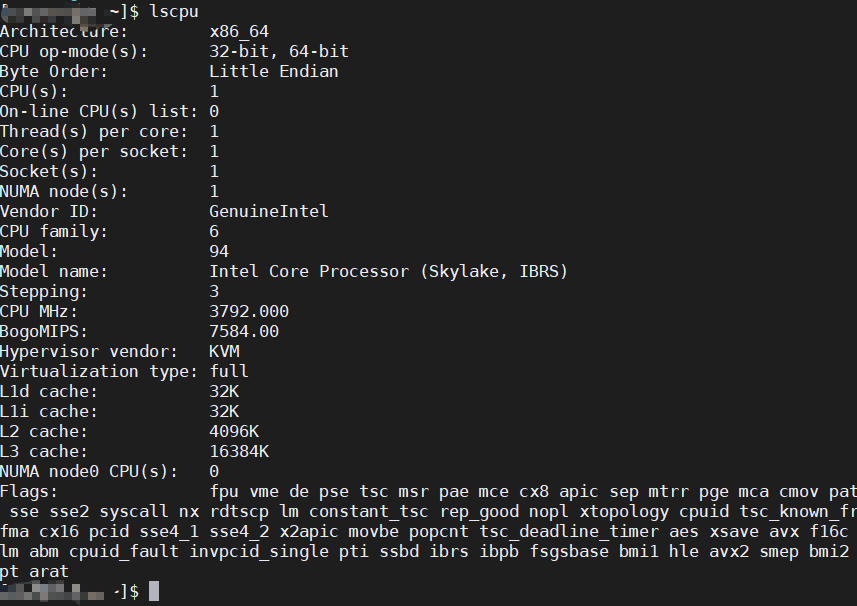 [ ~]$ lscpu
Architecture:        x86_64
CPU op-mode(s):      32-bit, 64-bit
Byte Order:          Little Endian
CPU(s):              1
On-line CPU(s) list: 0
Thread(s) per core:  1
Core(s) per socket:  1
Socket(s):           1
NUMA node(s):        1
Vendor ID:           GenuineIntel
CPU family:          6
Model:               94
Model name:          Intel Core Processor (Skylake, IBRS)
Stepping:            3
CPU MHz:             3792.000
BogoMIPS:            7584.00
Hypervisor vendor:   KVM
Virtualization type: full
L1d cache:           32K
L1i cache:           32K
L2 cache:            4096K
L3 cache:            16384K
NUMA node0 CPU(s):   0
Flags:               fpu vme de pse tsc msr pae mce cx8 apic sep mtrr pge mca cmov pat
 sse sse2 syscall nx rdtscp lm constant_tsc rep_good nopl xtopology cpuid tsc_known_fr
fma cx16 pcid sse4_1 sse4_2 x2apic movbe popcnt tsc_deadline_timer aes xsave avx f16c
lm abm cpuid_fault invpcid_single pti ssbd ibrs ibpb fsgsbase bmi1 hle avx2 smep bmi2
pt arat
]$